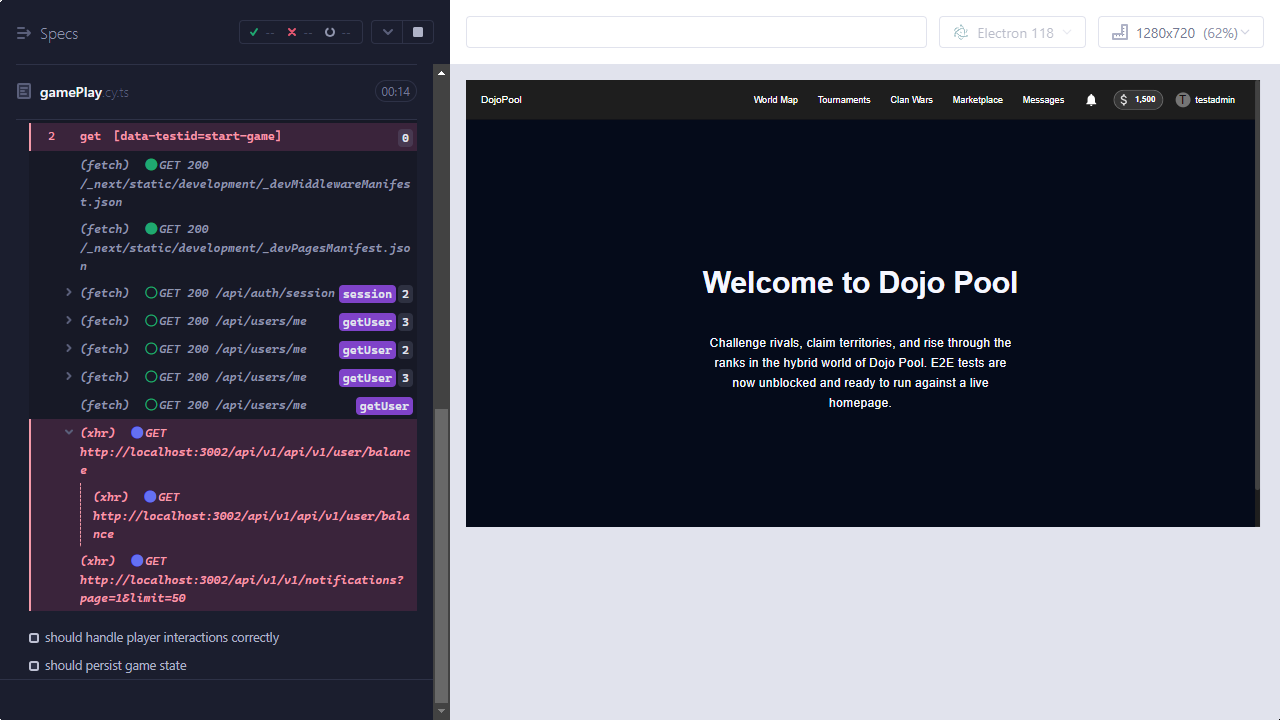 Specs
-- -- --
gamePlay.cy.ts 00:14
2 get [data-testid=start-game] 0
(fetch) GET 200
/_next/static/development/_devMiddlewareManifes
t.json
(fetch) GET 200
/_next/static/development/_devPagesManifest.jso
n
(fetch) GET 200 /api/auth/session session 2
(fetch) GET 200 /api/users/me getUser 3
(fetch) GET 200 /api/users/me getUser 2
(fetch) GET 200 /api/users/me getUser 3
(fetch) GET 200 /api/users/me getUser
(xhr) GET
http://localhost:3002/api/v1/api/v1/user/balanc
e
(xhr) GET
http://localhost:3002/api/v1/api/v1/user/bala
nce
(xhr) GET
http://localhost:3002/api/v1/v1/notifications?
page=1&limit=50
should handle player interactions correctly
should persist game state
Electron 118
1280x720 (62%)
DojoPool
World Map Tournaments Clan Wars Marketplace Messages $ 1,500 T testadmin
Welcome to Dojo Pool
Challenge rivals, claim territories, and rise through the
ranks in the hybrid world of Dojo Pool. E2E tests are
now unblocked and ready to run against a live
homepage.